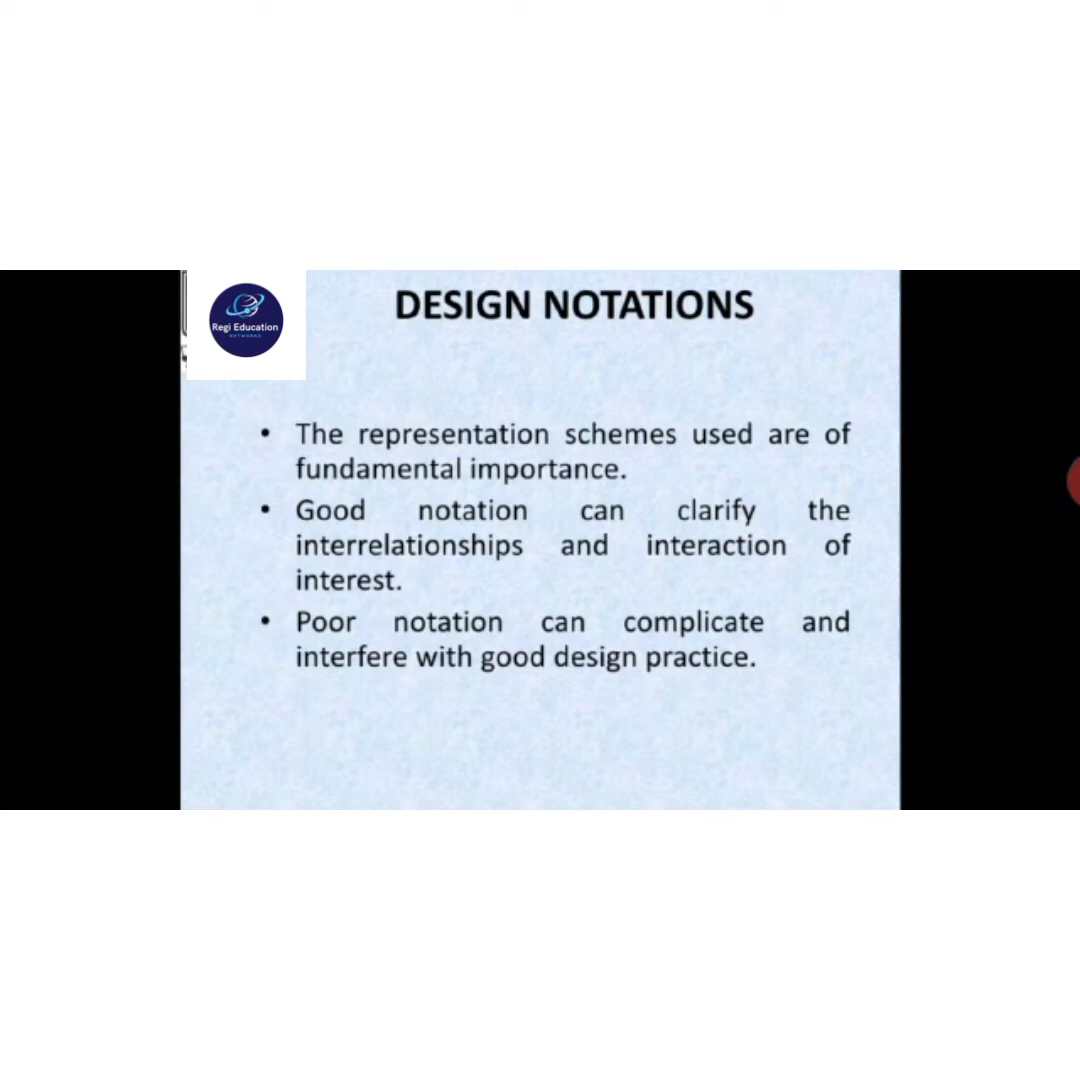 Regi Education
NETWORKS
DESIGN NOTATIONS
• The representation schemes used are of
fundamental importance.
• Good notation can clarify the
interrelationships and interaction of
interest.
• Poor notation can complicate and
interfere with good design practice.